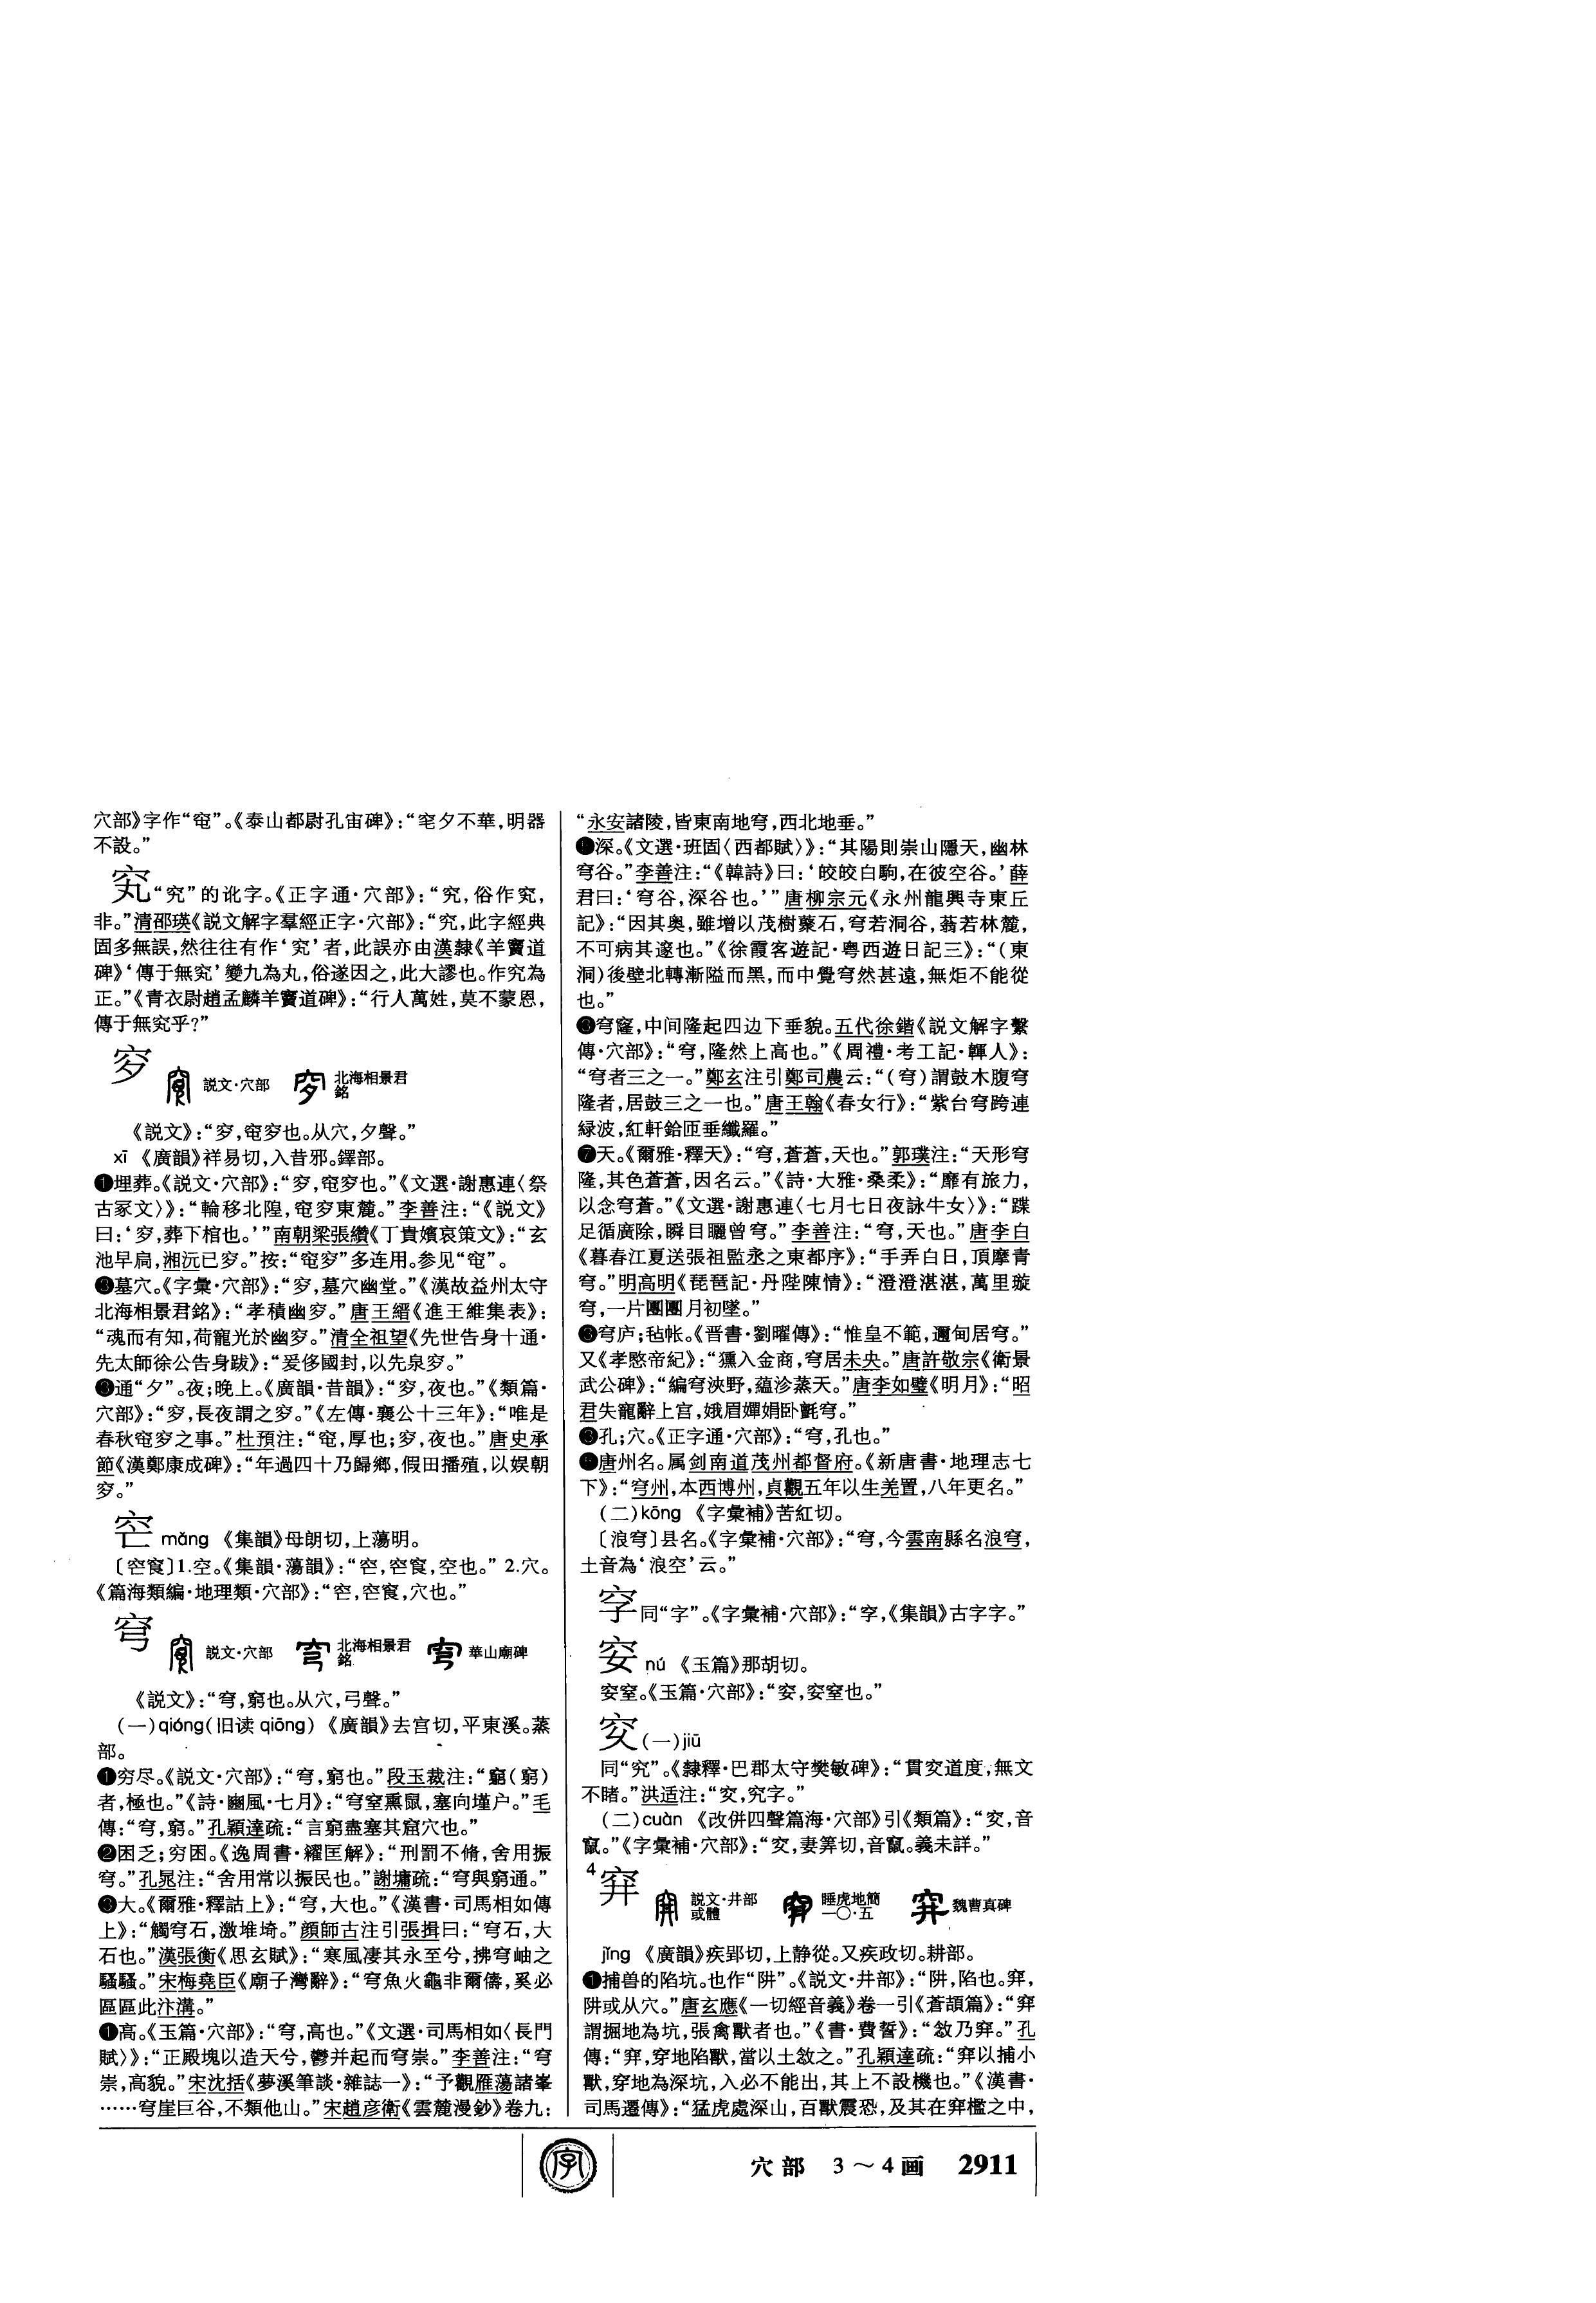 穴部》字作“窀”。《泰山都尉孔宙碑》：“宅夕不華，明器
不設。”
䆒“究”的讹字。《正字通·穴部》：“究，俗作䆒，
非。”清邵瑛《説文解字羣經正字·穴部》：“究，此字經典
固多無誤，然往往有作‘䆒’者，此誤亦由漢隸《羊竇道
碑》‘傳于無䆒’變九為丸，俗遂因之，此大謬也。作究為
正。”《青衣尉趙孟麟羊竇道碑》：“行人萬姓，莫不蒙恩，
傳于無䆒乎？”
穸
説文·穴部 北海相景君銘
《説文》：“穸，窀穸也。从穴，夕聲。”
xī 《廣韻》祥易切，入昔邪。鐸部。
❶埋葬。《説文·穴部》：“穸，窀穸也。”《文選·謝惠連〈祭
古冢文〉》：“輪移北隍，窀穸東麓。”李善注：“《説文》
曰：‘穸，葬下棺也。’”南朝梁張纘《丁貴嬪哀策文》：“玄
池早扃，湘沅已穸。”按：“窀穸”多连用。参见“窀”。
❷墓穴。《字彙·穴部》：“穸，墓穴幽堂。”《漢故益州太守
北海相景君銘》：“孝積幽穸。”唐王縉《進王維集表》：
“魂而有知，荷寵光於幽穸。”清全祖望《先世告身十通·
先太師徐公告身跋》：“爰侈國封，以先泉穸。”
❸通“夕”。夜；晚上。《廣韻·昔韻》：“穸，夜也。”《類篇·
穴部》：“穸，長夜謂之穸。”《左傳·襄公十三年》：“唯是
春秋窀穸之事。”杜預注：“窀，厚也；穸，夜也。”唐史承
節《漢鄭康成碑》：“年過四十乃歸鄉，假田播殖，以娱朝
穸。”
mǎng 《集韻》母朗切，上蕩明。
1.空。《集韻·蕩韻》：“空也。” 2.穴。
《篇海類編·地理類·穴部》：“穴也。”
穹
説文·穴部 北海相景君銘 華山廟碑
《説文》：“穹，窮也。从穴，弓聲。”
（一）qióng（旧读 qiōng） 《廣韻》去宫切，平東溪。蒸
部。
❶穷尽。《説文·穴部》：“穹，窮也。”段玉裁注：“竆（窮）
者，極也。”《詩·豳風·七月》：“穹窒熏鼠，塞向墐户。”毛
傳：“穹，窮。”孔穎達疏：“言窮盡塞其窟穴也。”
❷困乏；穷困。《逸周書·糴匡解》：“刑罰不脩，舍用振
穹。”孔晁注：“舍用常以振民也。”謝墉疏：“穹與窮通。”
❸大。《爾雅·釋詁上》：“穹，大也。”《漢書·司馬相如傳
上》：“觸穹石，激堆埼。”顔師古注引張揖曰：“穹石，大
石也。”漢張衡《思玄賦》：“寒風凄其永至兮，拂穹岫之
騷騷。”宋梅堯臣《廟子灣辭》：“穹魚火龜非爾儔，奚必
區區此汴溝。”
❹高。《玉篇·穴部》：“穹，高也。”《文選·司馬相如〈長門
賦〉》：“正殿塊以造天兮，鬱并起而穹崇。”李善注：“穹
崇，高貌。”宋沈括《夢溪筆談·雜誌一》：“予觀雁蕩諸峯
……穹崖巨谷，不類他山。”宋趙彦衛《雲麓漫鈔》卷九：
“永安諸陵，皆東南地穹，西北地垂。”
❺深。《文選·班固〈西都賦〉》：“其陽則崇山隱天，幽林
穹谷。”李善注：“《韓詩》曰：‘皎皎白駒，在彼空谷。’薛
君曰：‘穹谷，深谷也。’”唐柳宗元《永州龍興寺東丘
記》：“因其奥，雖增以茂樹藂石，穹若洞谷，蓊若林麓，
不可病其邃也。”《徐霞客遊記·粤西遊日記三》：“（東
洞）後壁北轉漸隘而黑，而中覺穹然甚遠，無炬不能從
也。”
❻穹窿，中间隆起四边下垂貌。五代徐鍇《説文解字繫
傳·穴部》：“穹，隆然上高也。”《周禮·考工記·韗人》：
“穹者三之一。”鄭玄注引鄭司農云：“（穹）謂鼓木腹穹
隆者，居鼓三之一也。”唐王翰《春女行》：“紫台穹跨連
緑波，紅軒鉿匝垂纖羅。”
❼天。《爾雅·釋天》：“穹，蒼蒼，天也。”郭璞注：“天形穹
隆，其色蒼蒼，因名云。”《詩·大雅·桑柔》：“靡有旅力，
以念穹蒼。”《文選·謝惠連〈七月七日夜詠牛女〉》：“蹀
足循廣除，瞬目曬曾穹。”李善注：“穹，天也。”唐李白
《暮春江夏送張祖監丞之東都序》：“手弄白日，頂摩青
穹。”明高明《琵琶記·丹陛陳情》：“澄澄湛湛，萬里璇
穹，一片團團月初墜。”
❽穹庐；毡帐。《晋書·劉曜傳》：“惟皇不範，邇甸居穹。”
又《孝愍帝紀》：“獯入金商，穹居未央。”唐許敬宗《衛景
武公碑》：“編穹浹野，藴沴蒸天。”唐李如璧《明月》：“昭
君失寵辭上宫，娥眉嬋娟卧氈穹。”
❾孔；穴。《正字通·穴部》：“穹，孔也。”
❿唐州名。属剑南道茂州都督府。《新唐書·地理志七
下》：“穹州，本西博州，貞觀五年以生羌置，八年更名。”
（二）kōng 《字彙補》苦紅切。
〔浪穹〕县名。《字彙補·穴部》：“穹，今雲南縣名浪穹，
土音為‘浪空’云。”
㝒同“字”。《字彙補·穴部》：“㝒，《集韻》古字字。”
nú 《玉篇》那胡切。
《玉篇·穴部》：
（一）jiū
同“究”。《隸釋·巴郡太守樊敏碑》：“貫㝔道度，無文
不睹。”洪适注：“㝔，究字。”
（二）cuàn 《改併四聲篇海·穴部》引《類篇》：“㝔，音
竄。”《字彙補·穴部》：“㝔，妻筭切，音竄。義未詳。”
4
穽
説文·井部或體 睡虎地簡一〇·五 魏曹真碑
jǐng 《廣韻》疾郢切，上静從。又疾政切。耕部。
❶捕兽的陷坑。也作“阱”。《説文·井部》：“阱，陷也。穽，
阱或从穴。”唐玄應《一切經音義》卷一引《蒼頡篇》：“穽
謂掘地為坑，張禽獸者也。”《書·費誓》：“敜乃穽。”孔
傳：“穽，穿地陷獸，當以土敜之。”孔穎達疏：“穽以捕小
獸，穿地為深坑，入必不能出，其上不設機也。”《漢書·
司馬遷傳》：“猛虎處深山，百獸震恐，及其在穽檻之中，
字
穴部 3～4画 2911